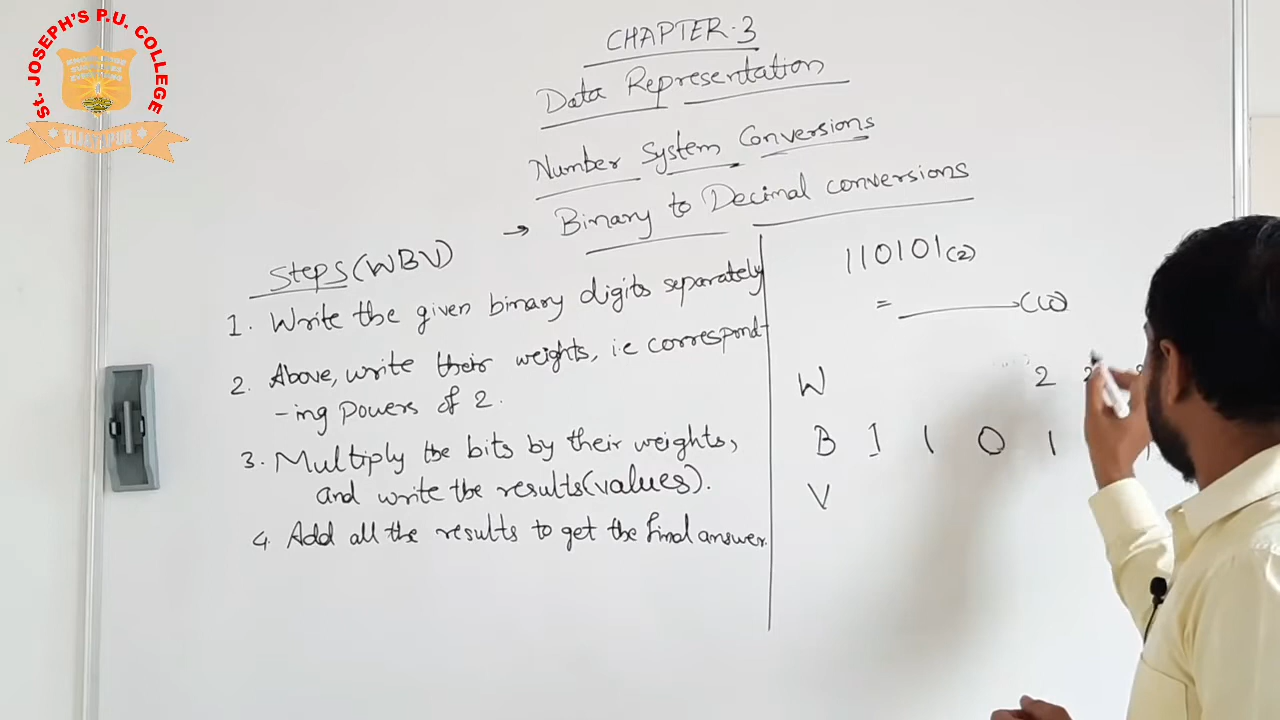 St. JOSEPH'S P.U. COLLEGE
VIJAYAPUR
CHAPTER-3
Data Representation
Number System Conversions
→ Binary to Decimal conversions
Steps (WBV)
1. Write the given binary digits separately
2. Above, write their weights, i.e correspond-
-ing powers of 2.
3. Multiply the bits by their weights,
and write the results(values).
4. Add all the results to get the final answer.
110101(2)
= ______(10)
W 2 2
B 1 1 0 1
V